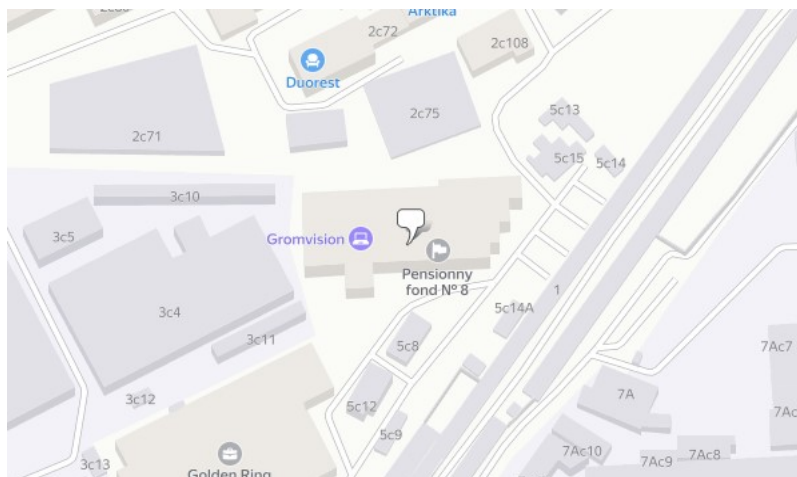 Arktika
2c72
2c108
Duorest
2c75
5c13
2c71
5c15
5c14
3c10
3c5
Gromvision
Pensionny
fond № 8
1
3c4
5c14A
3c11
5c8
7Ac7
7A
3c12
5c12
5c9
7Ac10
7Ac8
7Ac9
3c13
Golden Ring